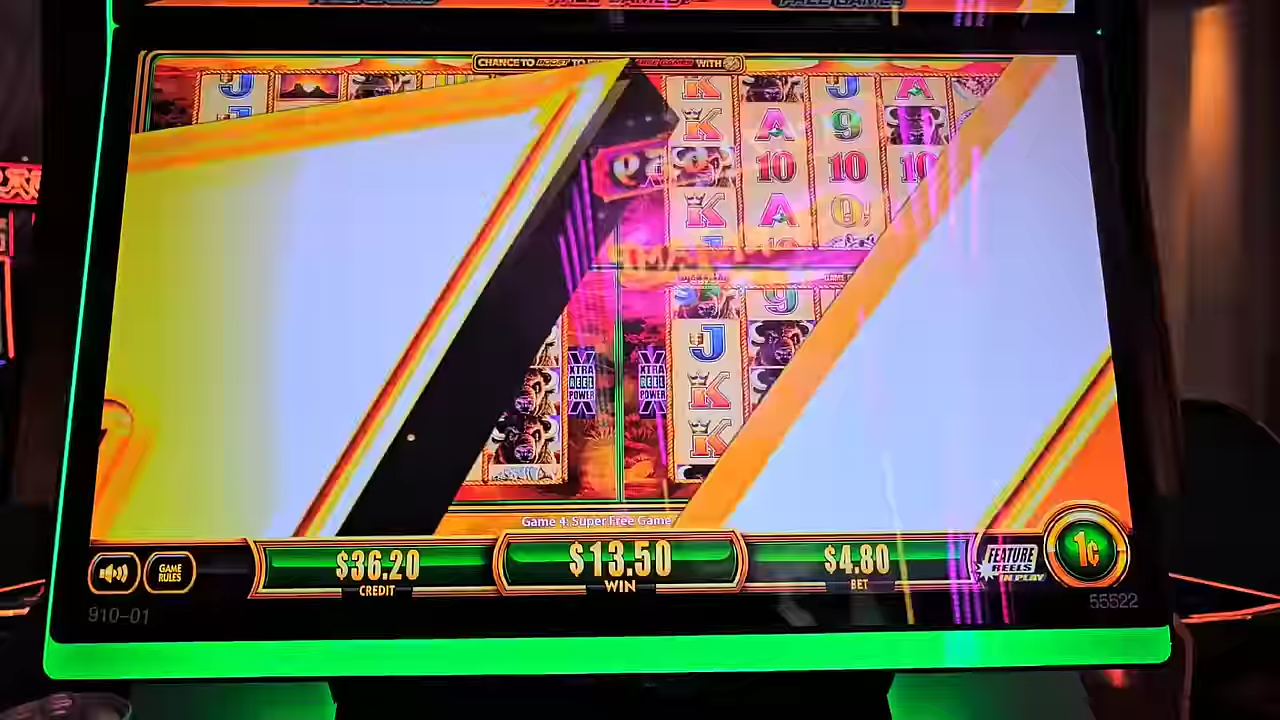 CHANCE TO BOOST TO
FREE GAMES WITH
J
K
J
A
K
A
9
10
10
10
K
A
Q
9
J
K
K
XTRA
REEL
POWER
XTRA
REEL
POWER
Game 4: Super Free Game
GAME
RULES
$36.20
CREDIT
$13.50
WIN
$4.80
BET
FEATURE
REELS
IN PLAY
1¢
910-01
55522